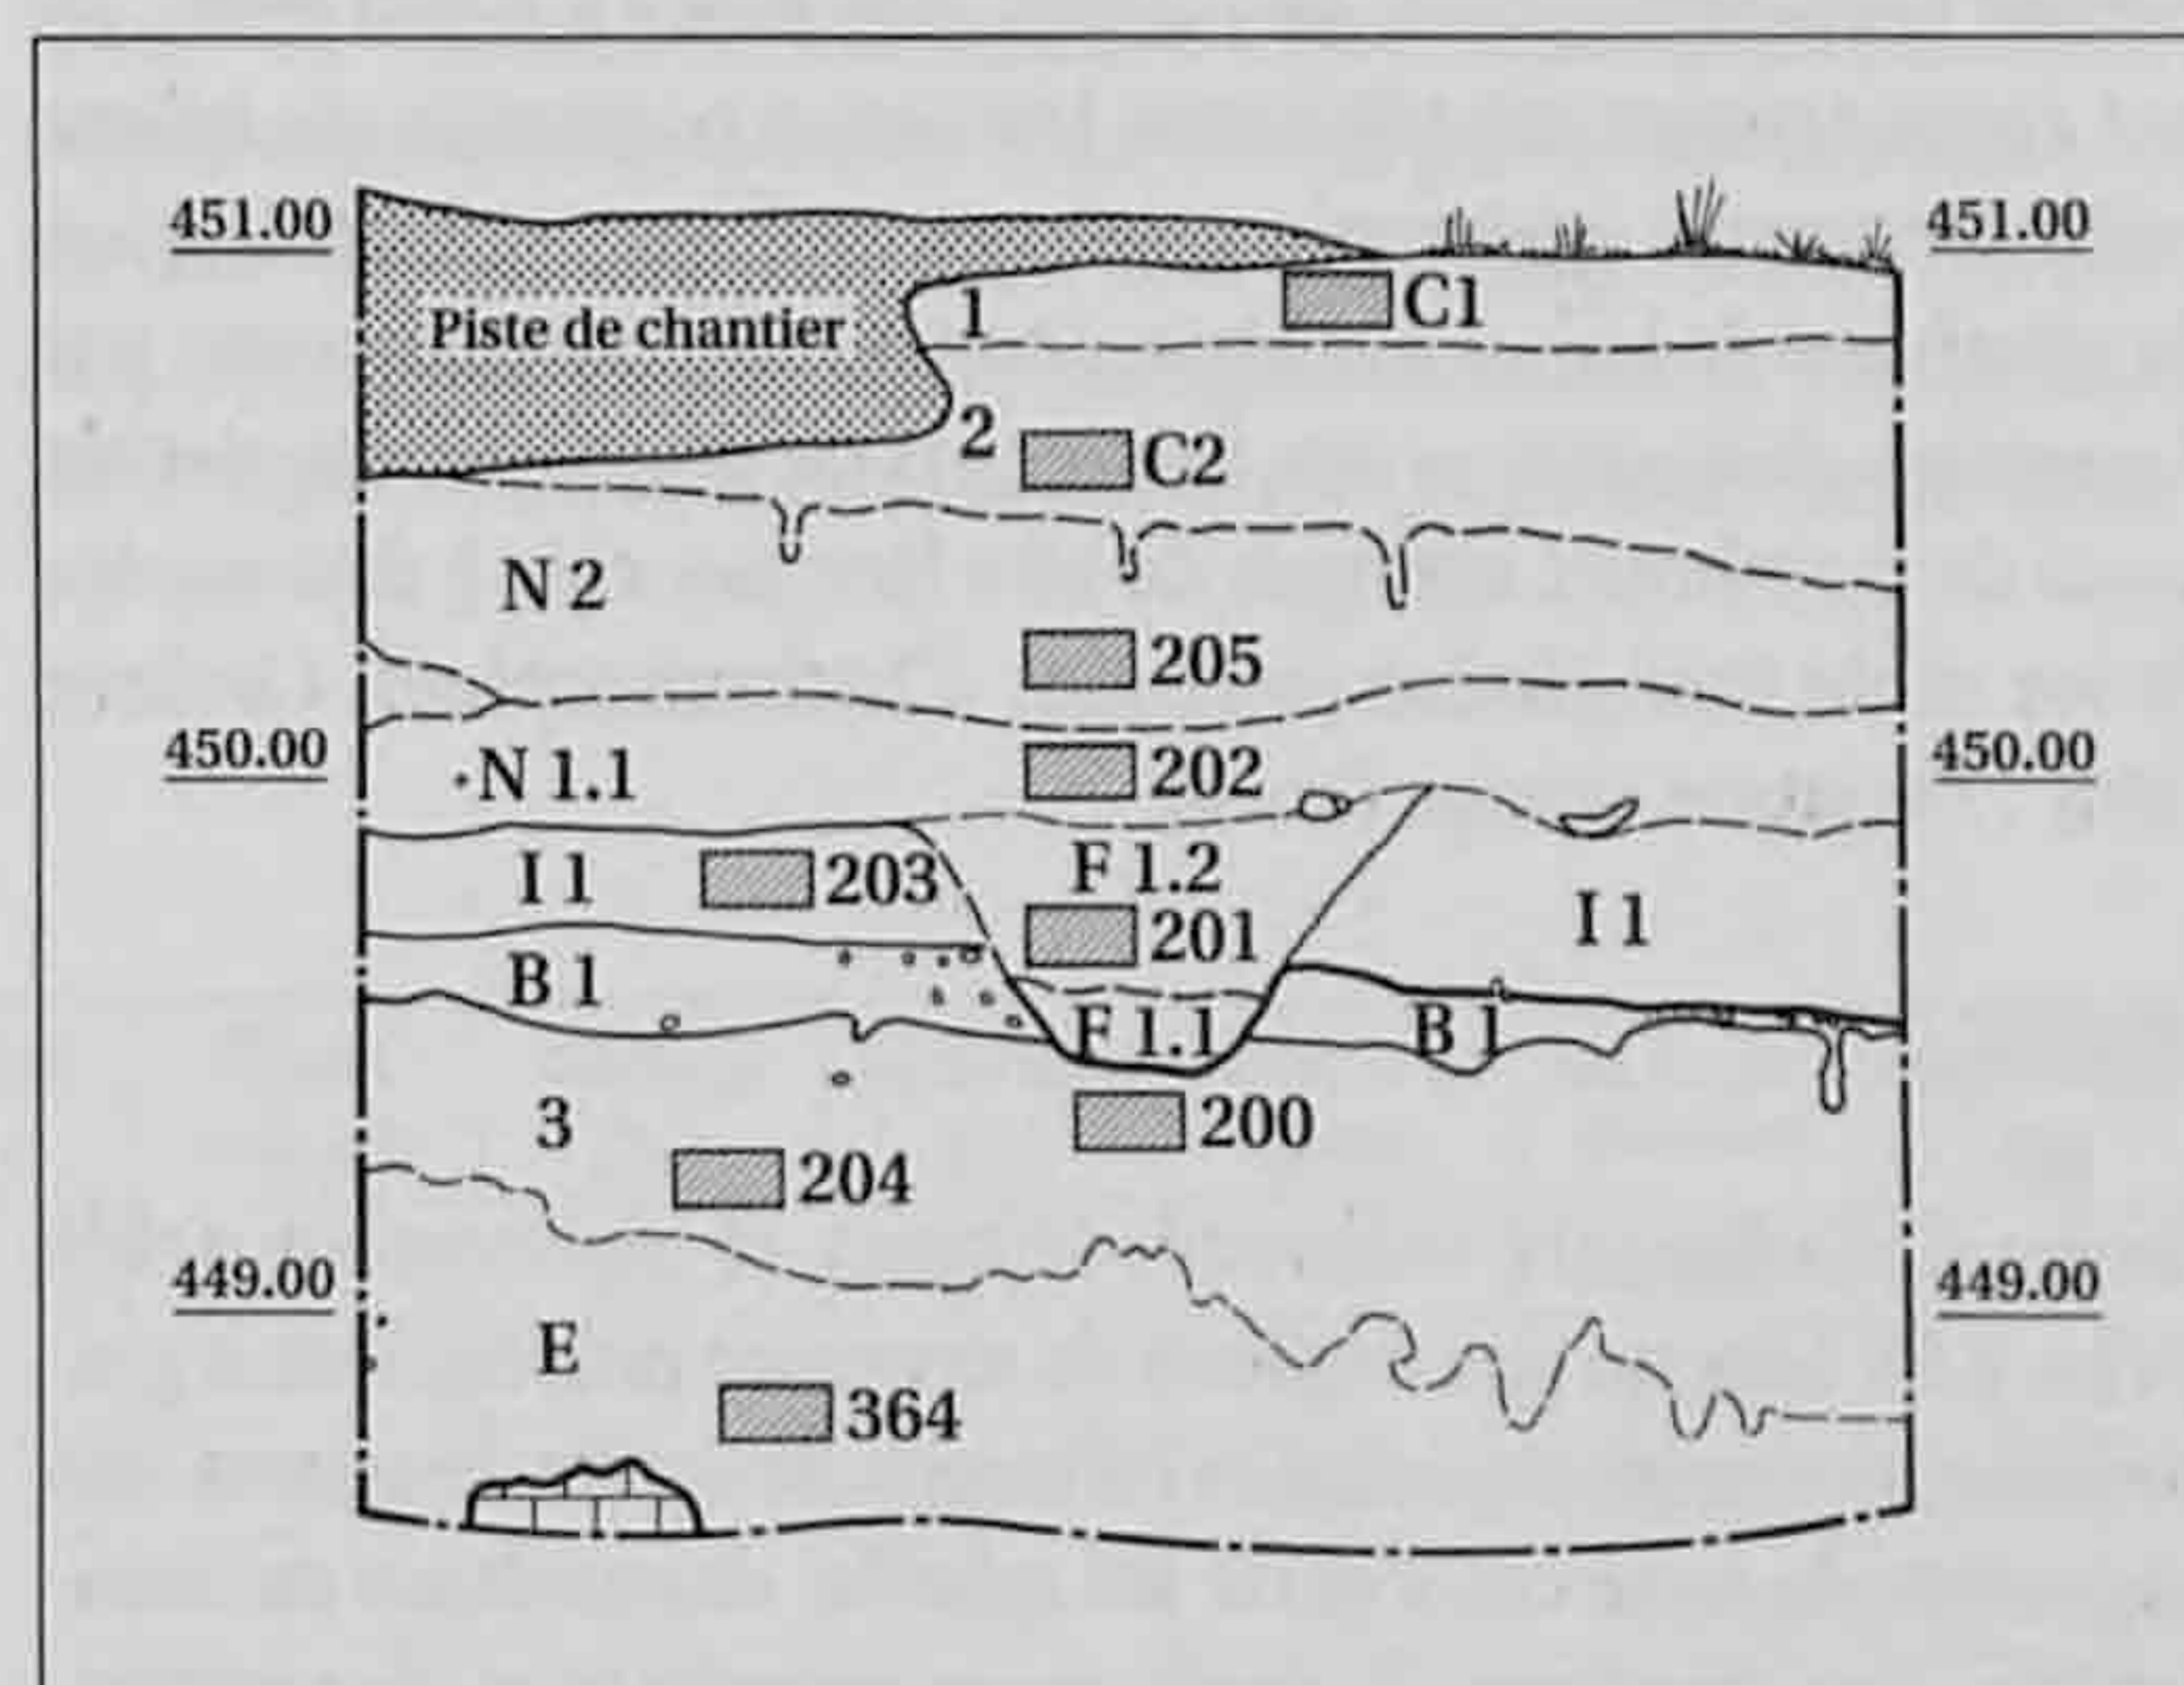 451.00 451.00
1 C1
Piste de chantier
2 C2
N 2
205
450.00 450.00
N 1.1 202
F 1.2
I 1 203
201 I 1
B 1
F 1.1 B 1
3 200
204
449.00 449.00
E
364